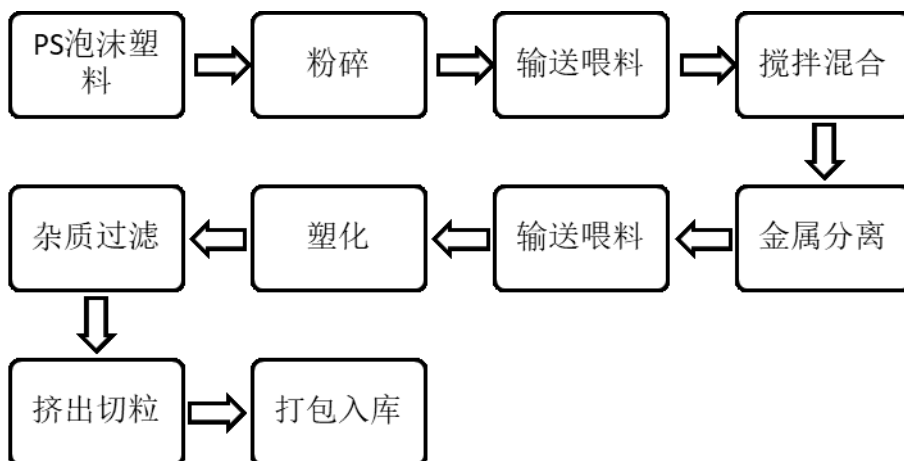 PS泡沫塑
料
粉碎
输送喂料
搅拌混合
金属分离
输送喂料
塑化
杂质过滤
挤出切粒
打包入库